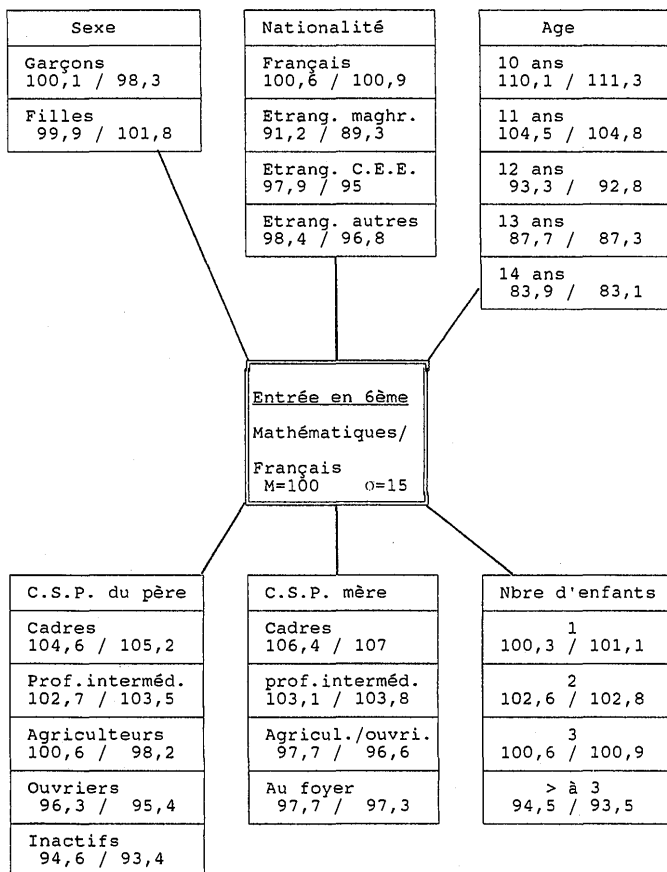 Sexe
Garçons
100,1 / 98,3
Filles
99,9 / 101,8
Nationalité
Français
100,6 / 100,9
Etrang. maghr.
91,2 / 89,3
Etrang. C.E.E.
97,9 / 95
Etrang. autres
98,4 / 96,8
Age
10 ans
110,1 / 111,3
11 ans
104,5 / 104,8
12 ans
93,3 / 92,8
13 ans
87,7 / 87,3
14 ans
83,9 / 83,1
Entrée en 6ème
Mathématiques/
Français
M=100 σ=15
C.S.P. du père
Cadres
104,6 / 105,2
Prof.interméd.
102,7 / 103,5
Agriculteurs
100,6 / 98,2
Ouvriers
96,3 / 95,4
Inactifs
94,6 / 93,4
C.S.P. mère
Cadres
106,4 / 107
prof.interméd.
103,1 / 103,8
Agricul./ouvri.
97,7 / 96,6
Au foyer
97,7 / 97,3
Nbre d'enfants
1
100,3 / 101,1
2
102,6 / 102,8
3
100,6 / 100,9
> à 3
94,5 / 93,5